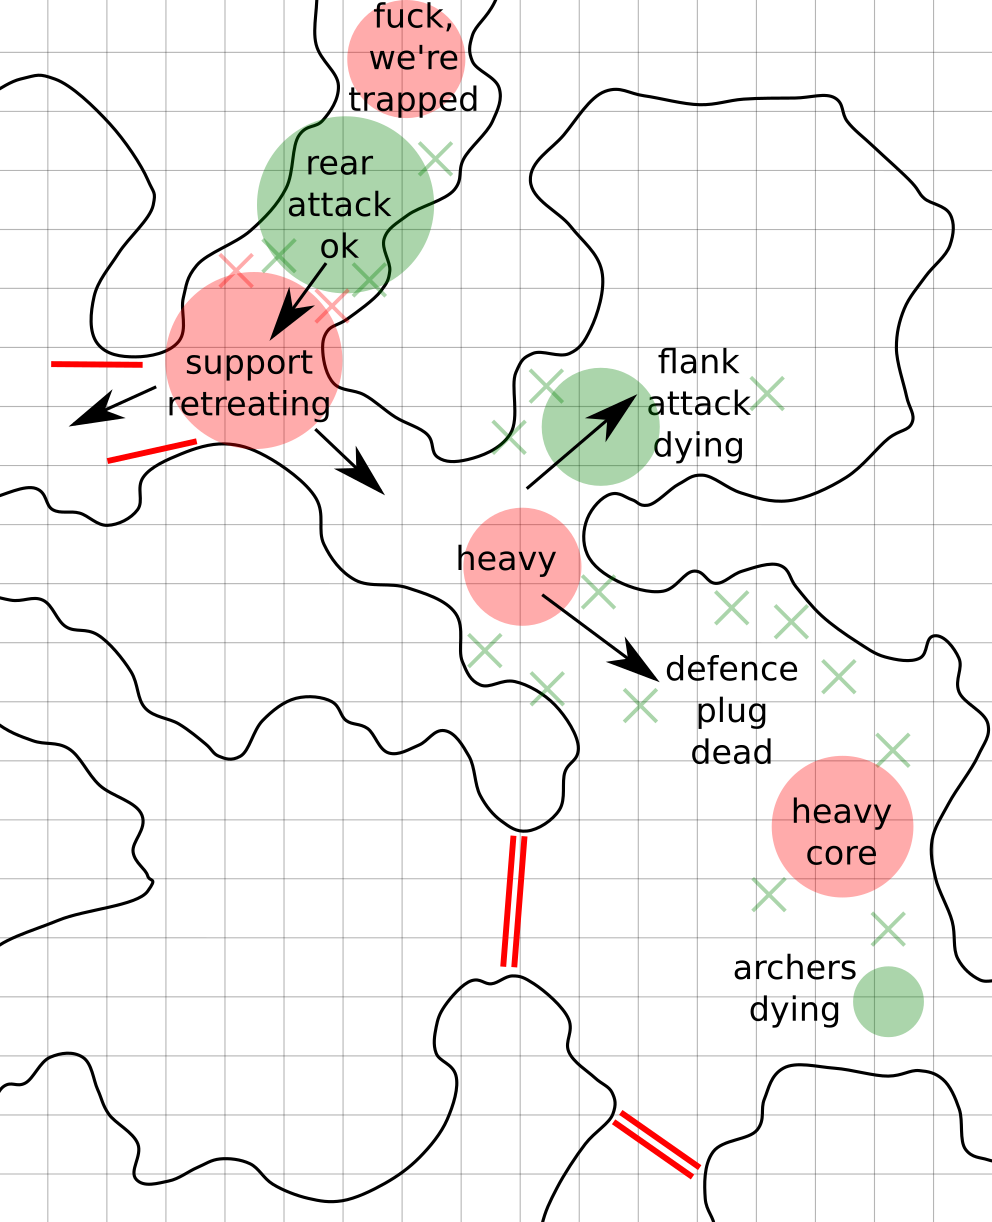 fuck,
we're
trapped
rear
attack
ok
support
retreating
flank
attack
dying
heavy
defence
plug
dead
heavy
core
archers
dying